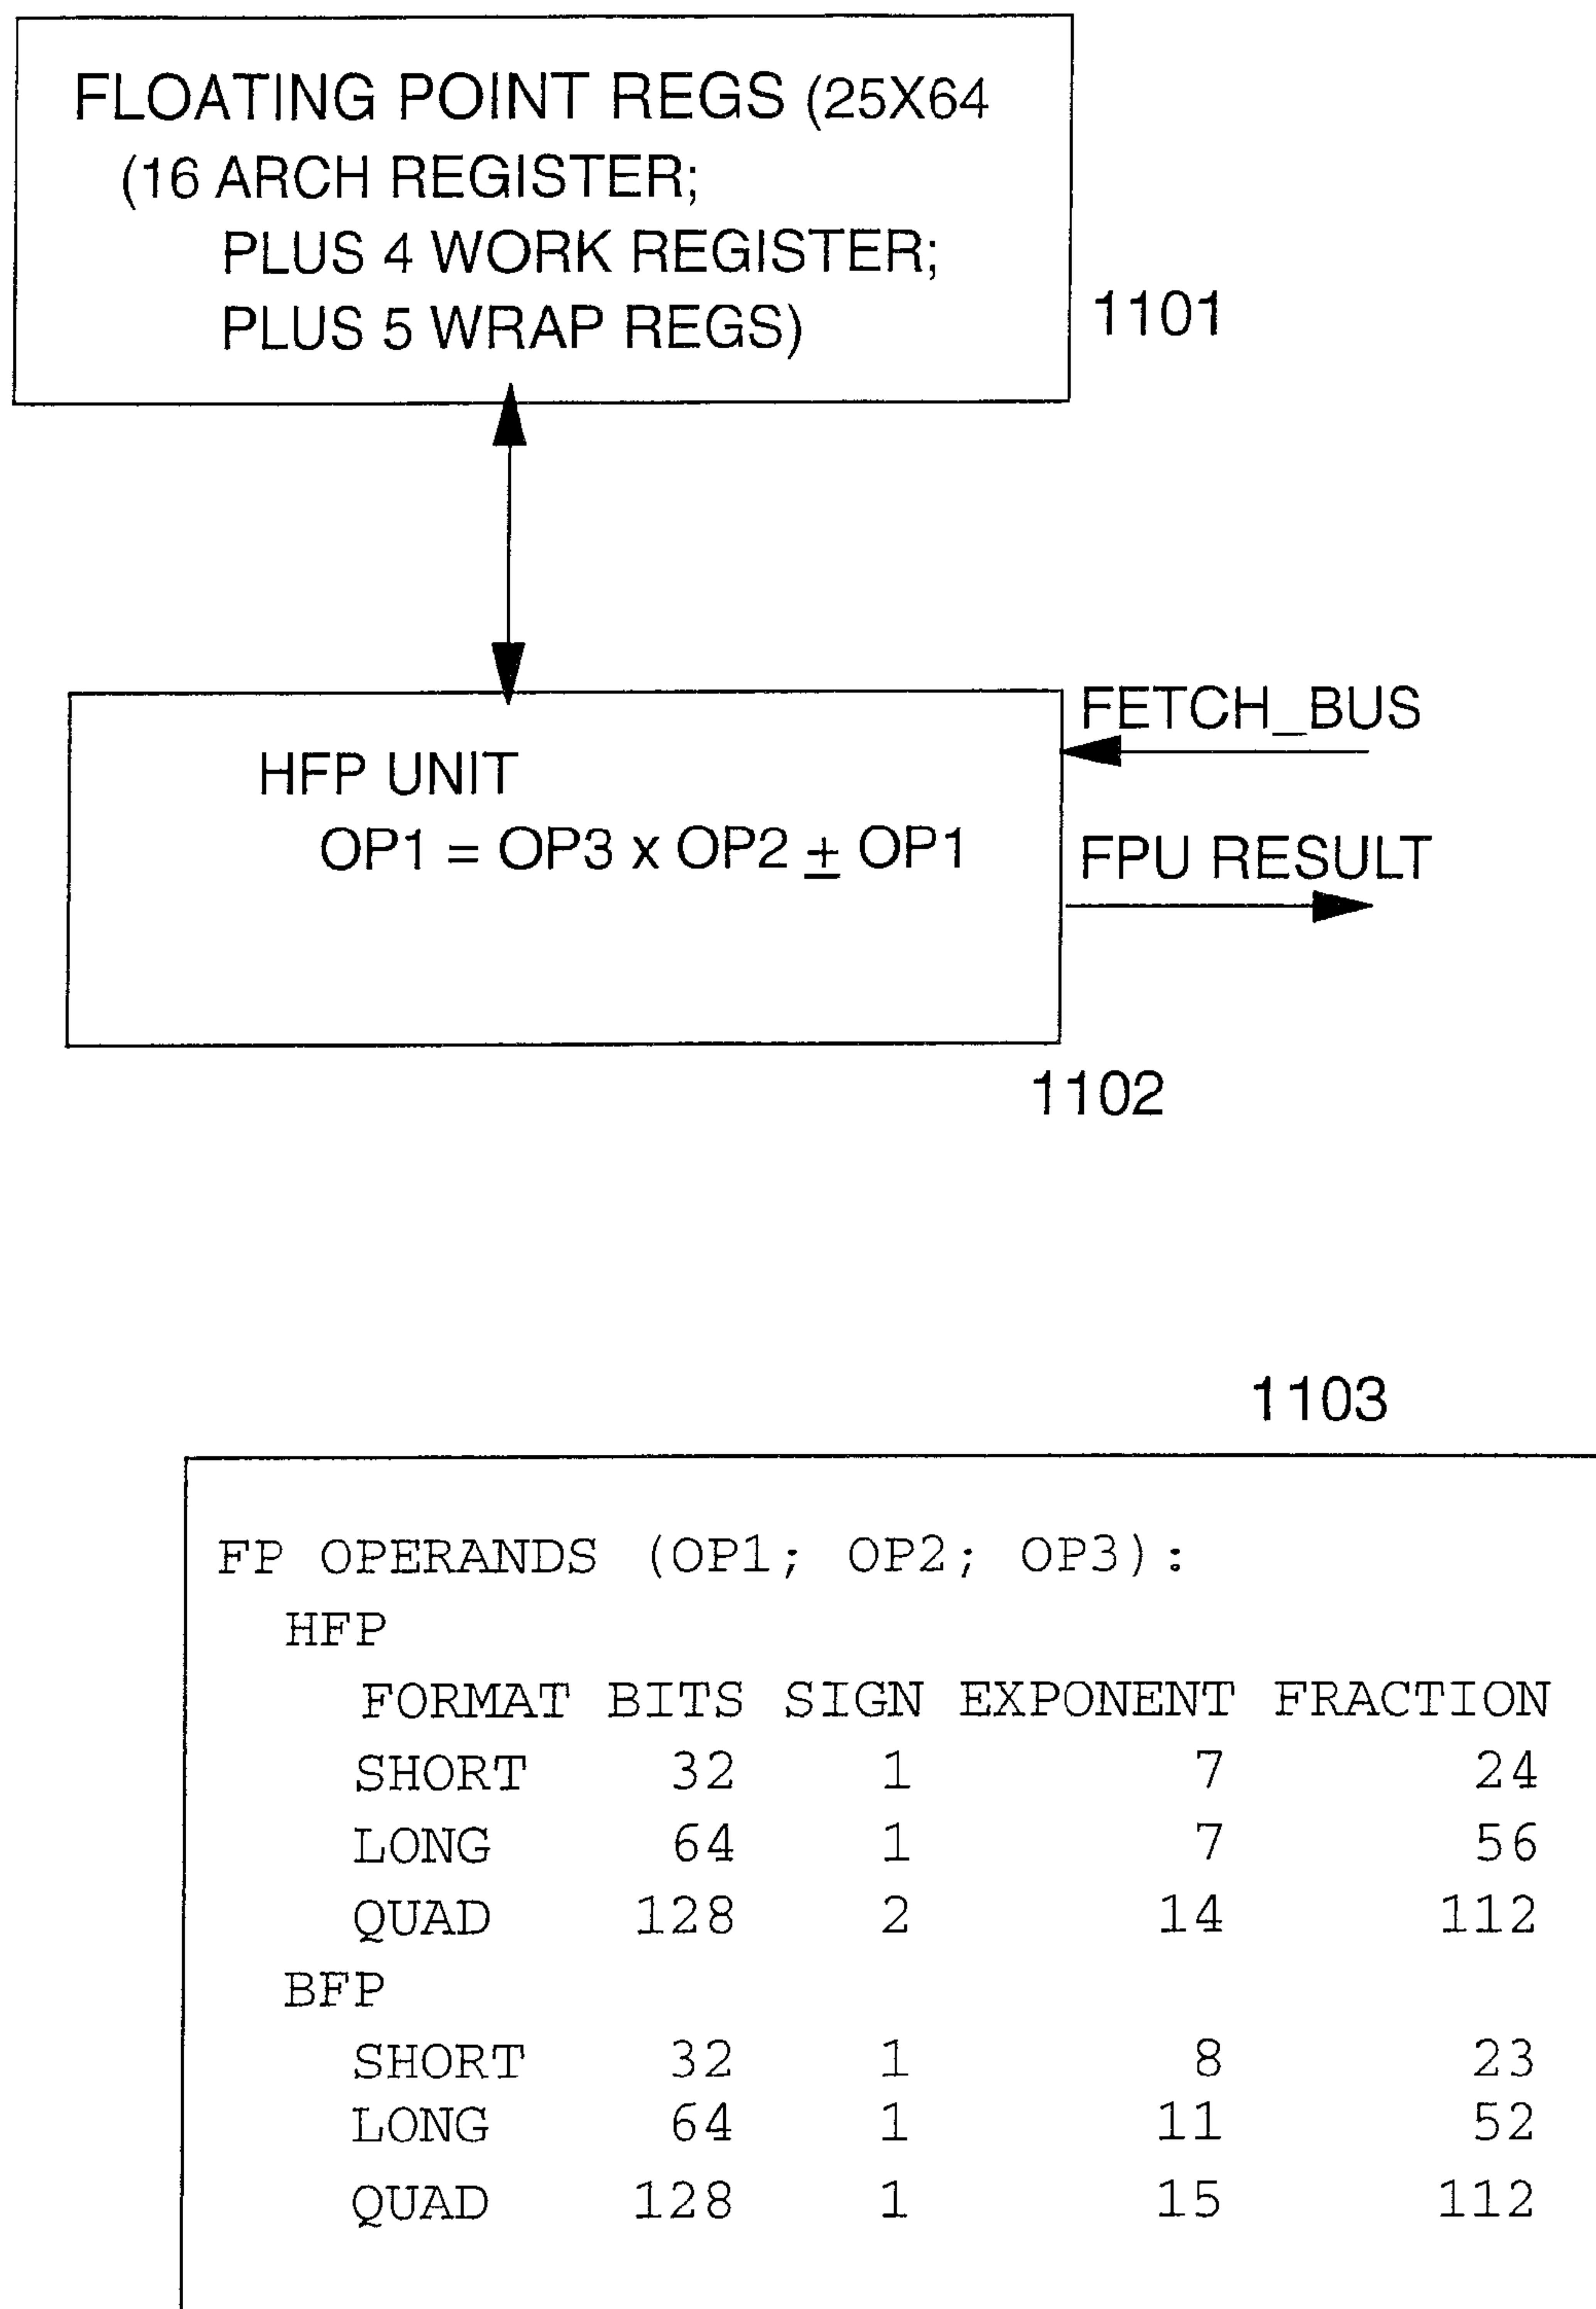 FLOATING POINT REGS (25X64
(16 ARCH REGISTER;
PLUS 4 WORK REGISTER;
PLUS 5 WRAP REGS)
1101
HFP UNIT
OP1 = OP3 x OP2 ± OP1
FETCH_BUS
FPU RESULT
1102
1103
FP OPERANDS (OP1; OP2; OP3):
HFP
FORMAT BITS SIGN EXPONENT FRACTION
SHORT 32 1 7 24
LONG 64 1 7 56
QUAD 128 2 14 112
BFP
SHORT 32 1 8 23
LONG 64 1 11 52
QUAD 128 1 15 112